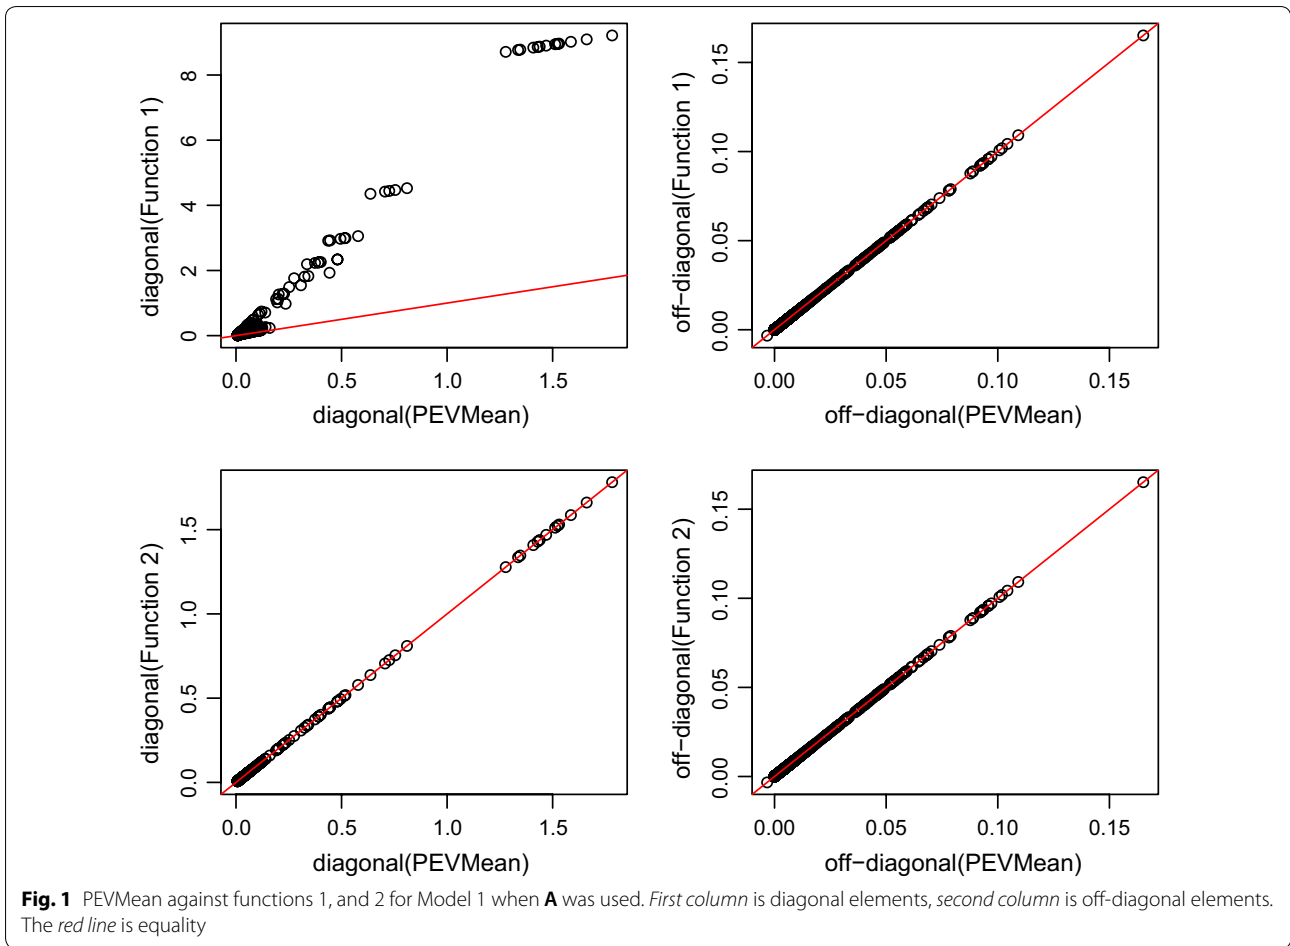 diagonal(Function 1)
8
6
4
2
0
0.0 0.5 1.0 1.5
diagonal(PEVMean)
off−diagonal(Function 1)
0.15
0.10
0.05
0.00
0.00 0.05 0.10 0.15
off−diagonal(PEVMean)
diagonal(Function 2)
1.5
1.0
0.5
0.0
0.0 0.5 1.0 1.5
diagonal(PEVMean)
off−diagonal(Function 2)
0.15
0.10
0.05
0.00
0.00 0.05 0.10 0.15
off−diagonal(PEVMean)
Fig. 1 PEVMean against functions 1, and 2 for Model 1 when A was used. First column is diagonal elements, second column is off-diagonal elements.
The red line is equality